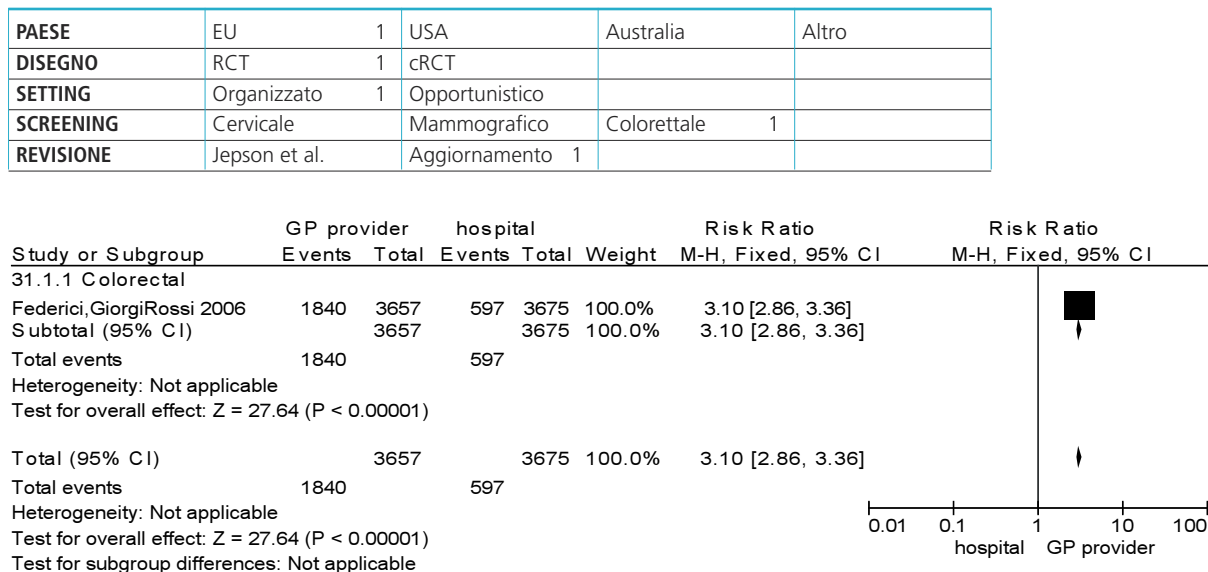 PAESE EU 1 USA Australia Altro
DISEGNO RCT 1 cRCT
SETTING Organizzato 1 Opportunistico
SCREENING Cervicale Mammografico Colorettale 1
REVISIONE Jepson et al. Aggiornamento 1
GP provider hospital Risk Ratio Risk Ratio
Study or Subgroup Events Total Events Total Weight M-H, Fixed, 95% CI M-H, Fixed, 95% CI
31.1.1 Colorectal
Federici,GiorgiRossi 2006 1840 3657 597 3675 100.0% 3.10 [2.86, 3.36]
Subtotal (95% CI) 3657 3675 100.0% 3.10 [2.86, 3.36]
Total events 1840 597
Heterogeneity: Not applicable
Test for overall effect: Z = 27.64 (P < 0.00001)
Total (95% CI) 3657 3675 100.0% 3.10 [2.86, 3.36]
Total events 1840 597
Heterogeneity: Not applicable
Test for overall effect: Z = 27.64 (P < 0.00001)
Test for subgroup differences: Not applicable
0.01 0.1 1 10 100
hospital GP provider